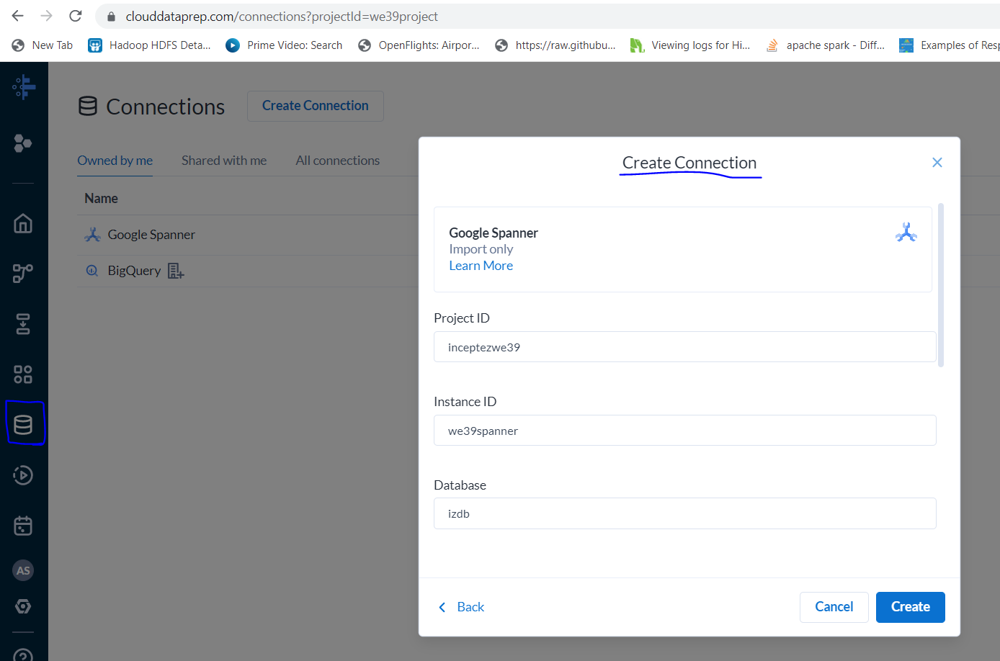 clouddataprep.com/connections?projectId=we39project
New Tab
Hadoop HDFS Deta...
Prime Video: Search
OpenFlights: Airpor...
https://raw.githubu...
Viewing logs for Hi...
apache spark - Diff...
Examples of Resp
Connections
Create Connection
Owned by me
Shared with me
All connections
Name
Google Spanner
BigQuery
AS
Create Connection
Google Spanner
Import only
Learn More
Project ID
inceptezwe39
Instance ID
we39spanner
Database
izdb
Back
Cancel
Create